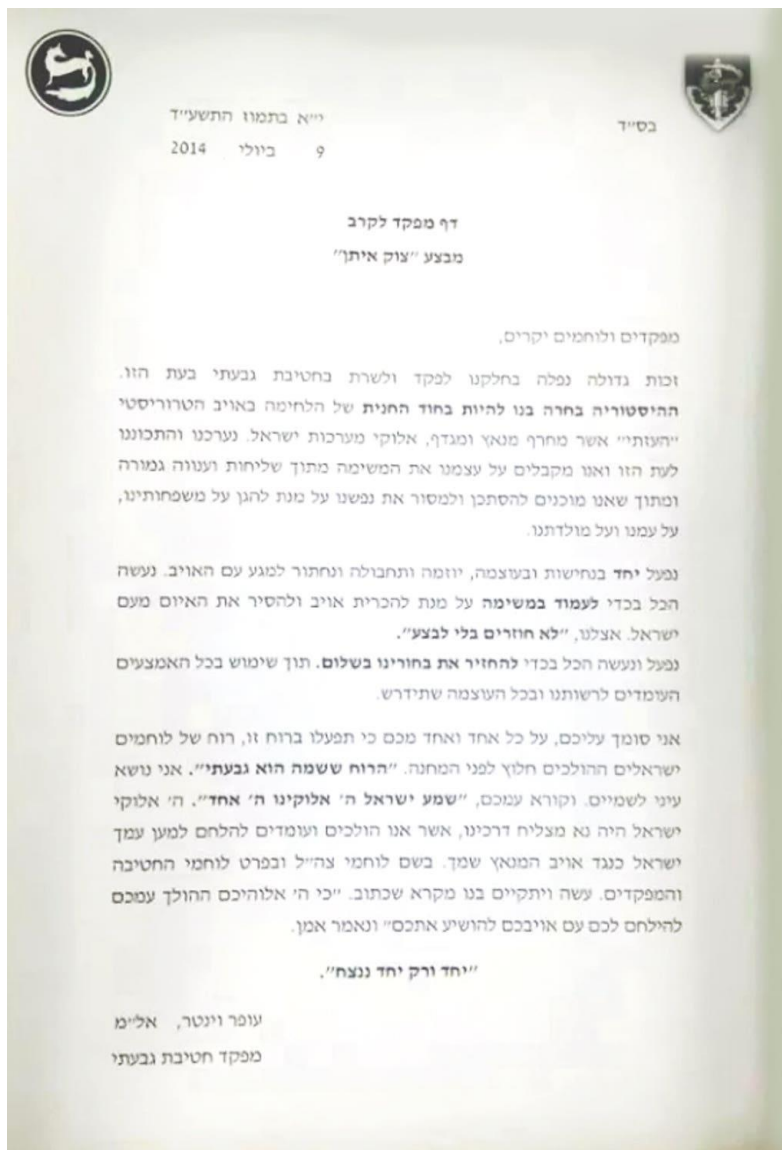 בס״ד
י״א בתמוז התשע״ד
9 ביולי 2014
דף מפקד לקרב
מבצע ״צוק איתן״
מפקדים ולוחמים יקרים,
זכות גדולה נפלה בחלקנו לפקד ולשרת בחטיבת גבעתי בעת הזו.
ההיסטוריה בחרה בנו להיות בחוד החנית של הלחימה באויב הטרוריסטי
״העזתי״ אשר מחרף מנאץ ומגדף, אלוקי מערכות ישראל. נערכנו והתכוננו
לעת הזו ואנו מקבלים על עצמנו את המשימה מתוך שליחות וענווה גמורה
ומתוך שאנו מוכנים להסתכן ולמסור את נפשנו על מנת להגן על משפחותינו,
על עמנו ועל מולדתנו.
נפעל יחד בנחישות ובעוצמה, יוזמה ותחבולה ונחתור למגע עם האויב. נעשה
הכל בכדי לעמוד במשימה על מנת להכרית אויב ולהסיר את האיום מעם
ישראל. אצלנו, ״לא חוזרים בלי לבצע״.
נפעל ונעשה הכל בכדי להחזיר את בחורינו בשלום. תוך שימוש בכל האמצעים
העומדים לרשותנו ובכל העוצמה שתידרש.
אני סומך עליכם, על כל אחד ואחד מכם כי תפעלו ברוח זו, רוח של לוחמים
ישראלים ההולכים חלוץ לפני המחנה. ״הרוח ששמה הוא גבעתי״. אני נושא
עיני לשמיים. וקורא עמכם, ״שמע ישראל ה׳ אלוקינו ה׳ אחד״. ה׳ אלוקי
ישראל היה נא מצליח דרכינו, אשר אנו הולכים ועומדים להלחם למען עמך
ישראל כנגד אויב המנאץ שמך. בשם לוחמי צה״ל ובפרט לוחמי החטיבה
והמפקדים. עשה ויתקיים בנו מקרא שכתוב. ״כי ה׳ אלוהיכם ההולך עמכם
להילחם לכם עם אויבכם להושיע אתכם״ ונאמר אמן.
״יחד ורק יחד ננצח״.
עופר וינטר, אל״מ
מפקד חטיבת גבעתי